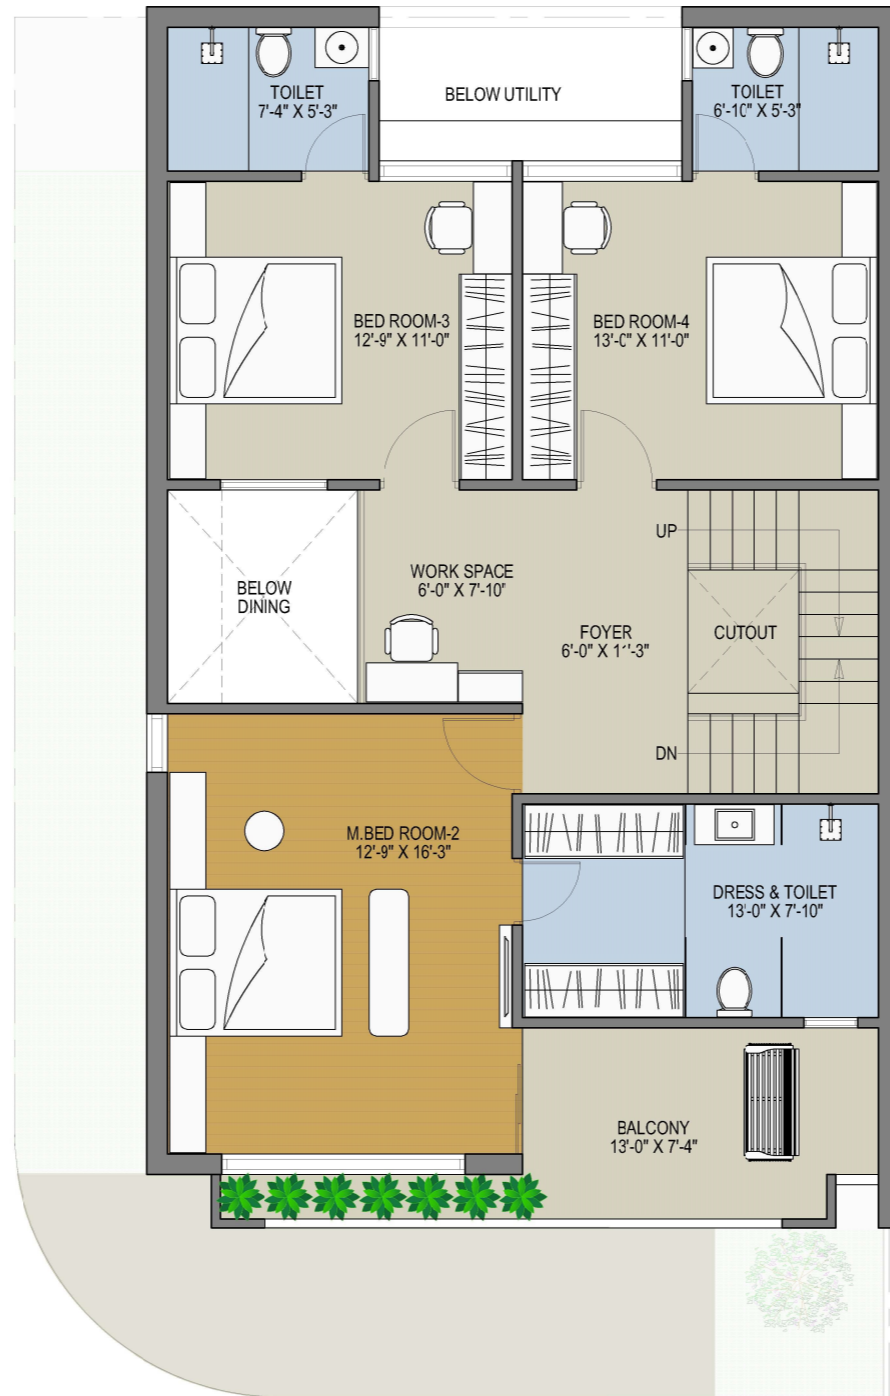 TOILET
7'-4" X 5'-3"
BELOW UTILITY
TOILET
6'-10" X 5'-3"
BED ROOM-3
12'-9" X 11'-0"
BED ROOM-4
13'-0" X 11'-0"
UP
WORK SPACE
6'-0" X 7'-10"
BELOW
DINING
FOYER
6'-0" X
CUTOUT
DN
M.BED ROOM-2
12'-9" X 16'-3"
DRESS & TOILET
13'-0" X 7'-10"
BALCONY
13'-0" X 7'-4"